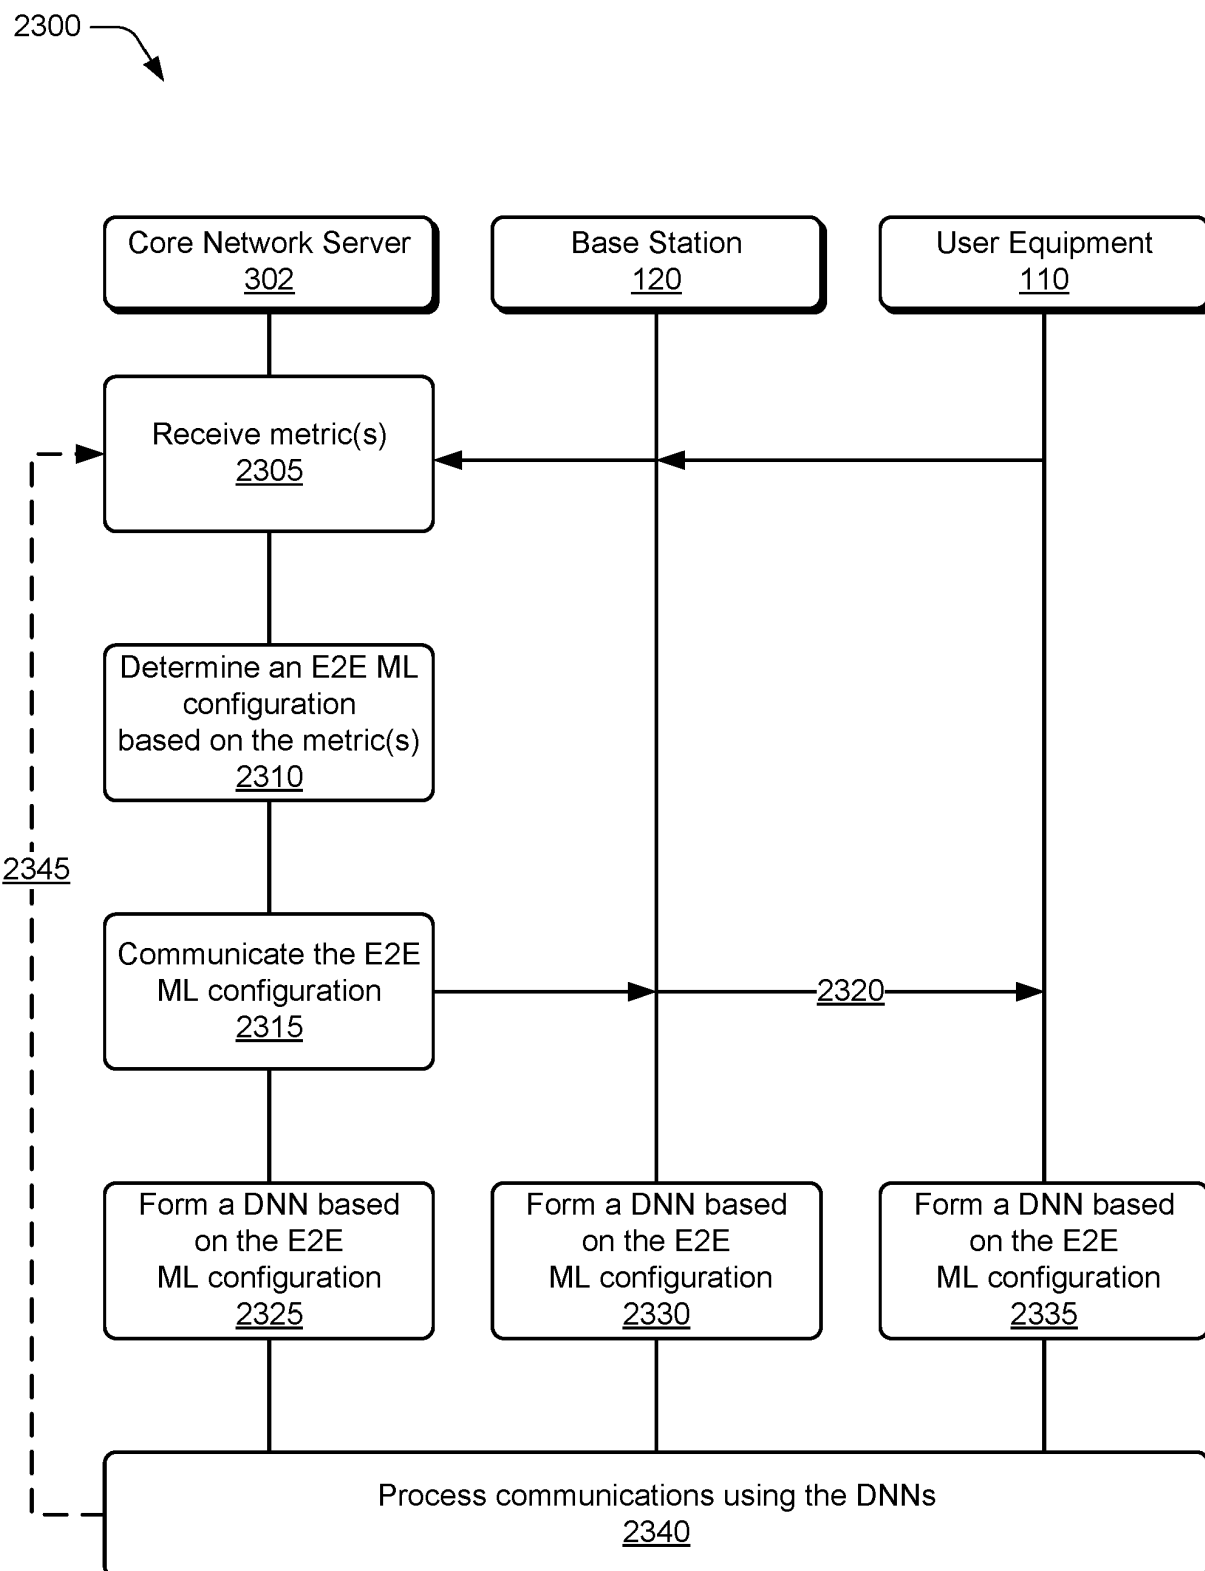 2300
Core Network Server
302
Base Station
120
User Equipment
110
Receive metric(s)
2305
Determine an E2E ML
configuration
based on the metric(s)
2310
2345
Communicate the E2E
ML configuration
2315
2320
Form a DNN based
on the E2E
ML configuration
2325
Form a DNN based
on the E2E
ML configuration
2330
Form a DNN based
on the E2E
ML configuration
2335
Process communications using the DNNs
2340